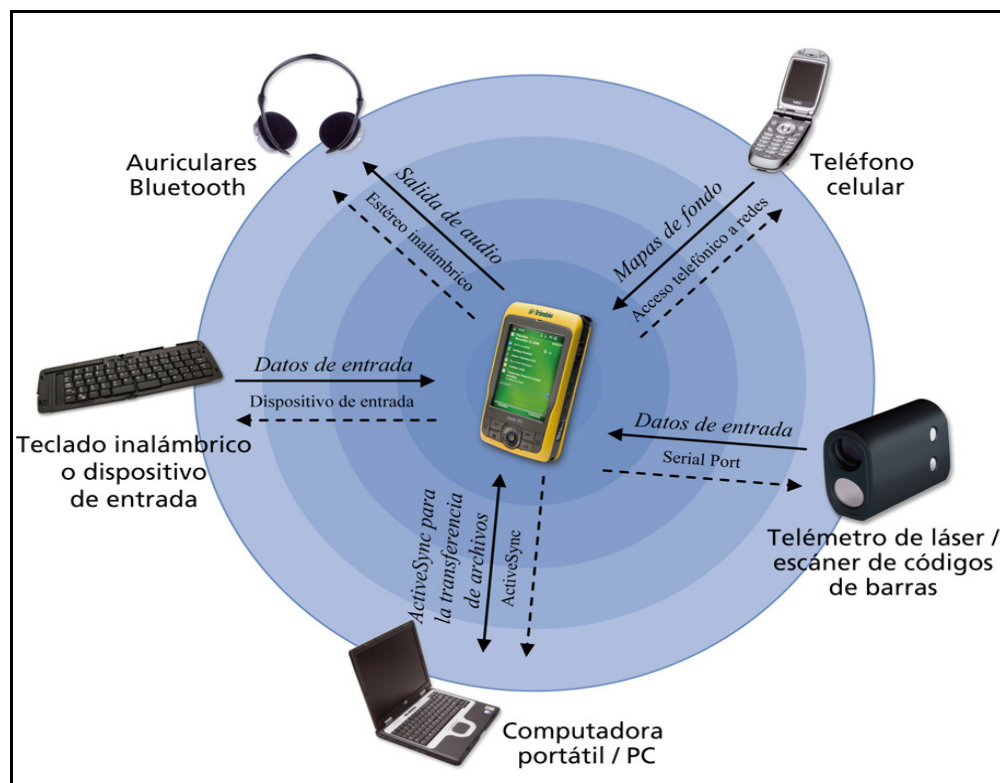 Auriculares
Bluetooth
Teléfono
celular
Salida de audio
Estéreo inalámbrico
Mapas de fondo
Acceso telefónico a redes
Trimble
Datos de entrada
Dispositivo de entrada
Teclado inalámbrico
o dispositivo
de entrada
Datos de entrada
Serial Port
Telémetro de láser /
escáner de códigos
de barras
ActiveSync para
la transferencia
de archivos
ActiveSync
Computadora
portátil / PC